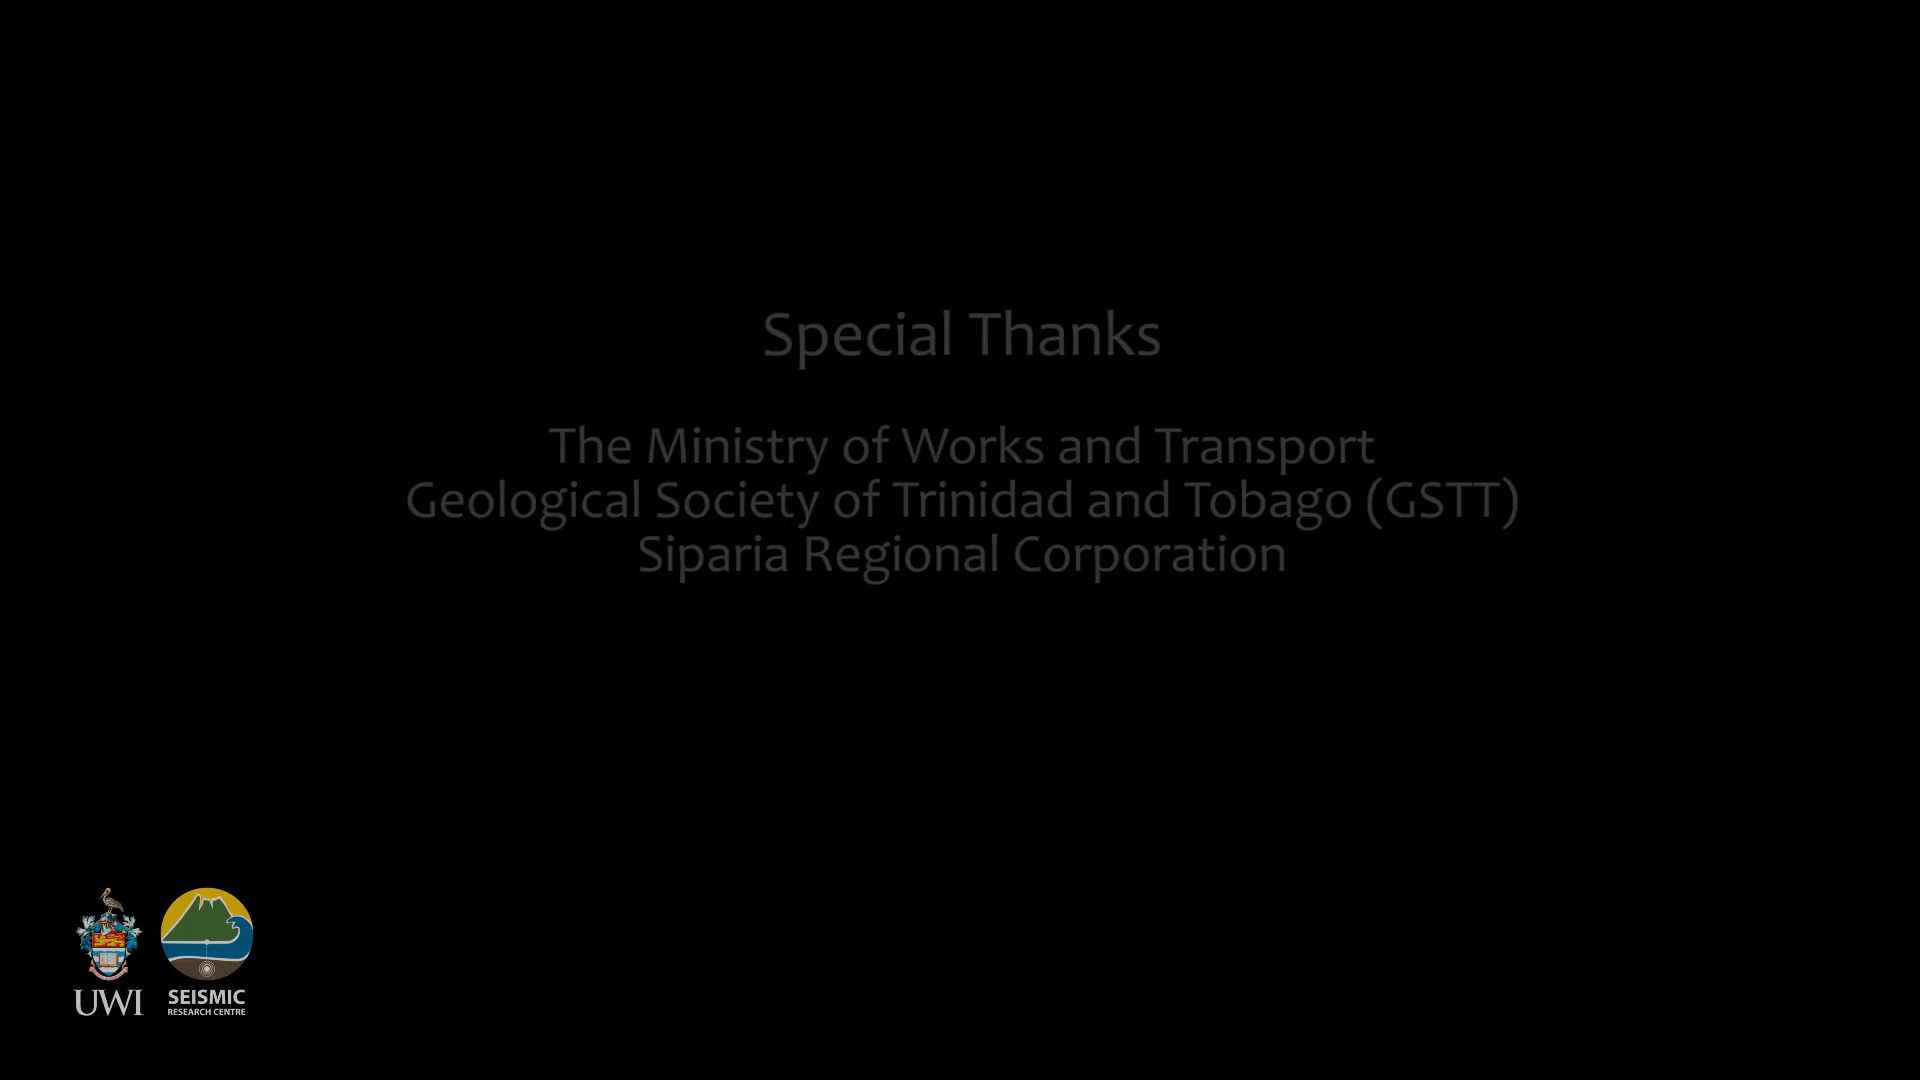 Special Thanks
The Ministry of Works and Transport
Geological Society of Trinidad and Tobago (GSTT)
Siparia Regional Corporation
UWI
SEISMIC
RESEARCH CENTRE